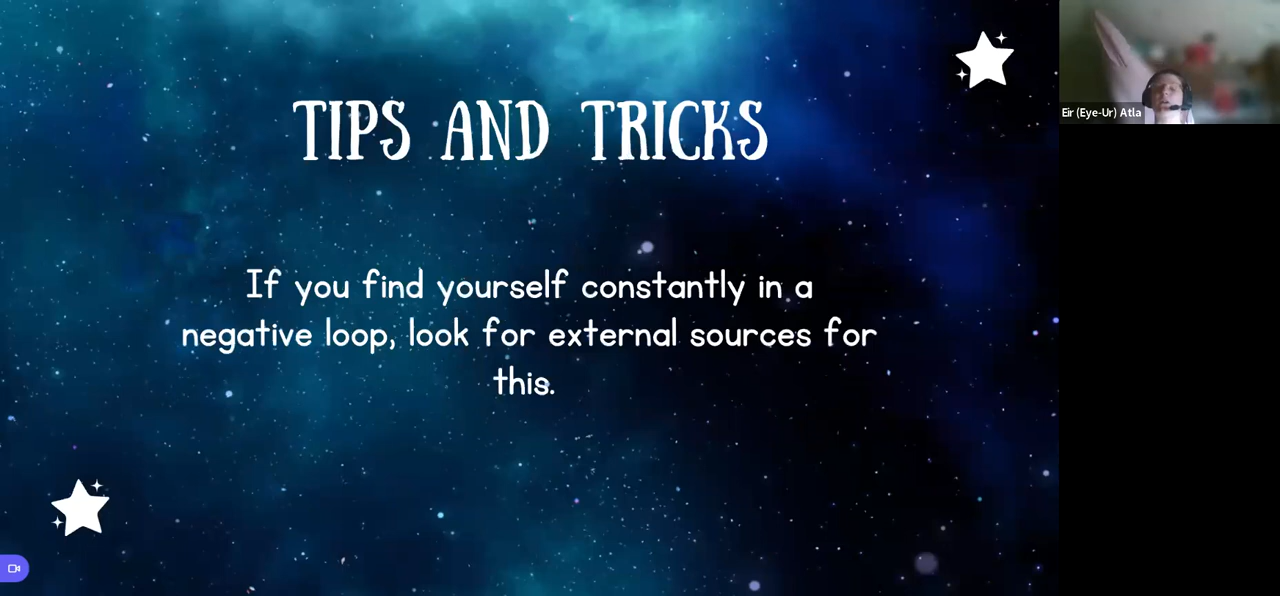 TIPS AND TRICKS
If you find yourself constantly in a
negative loop, look for external sources for
this.
Eir (Eye-Ur) Atla